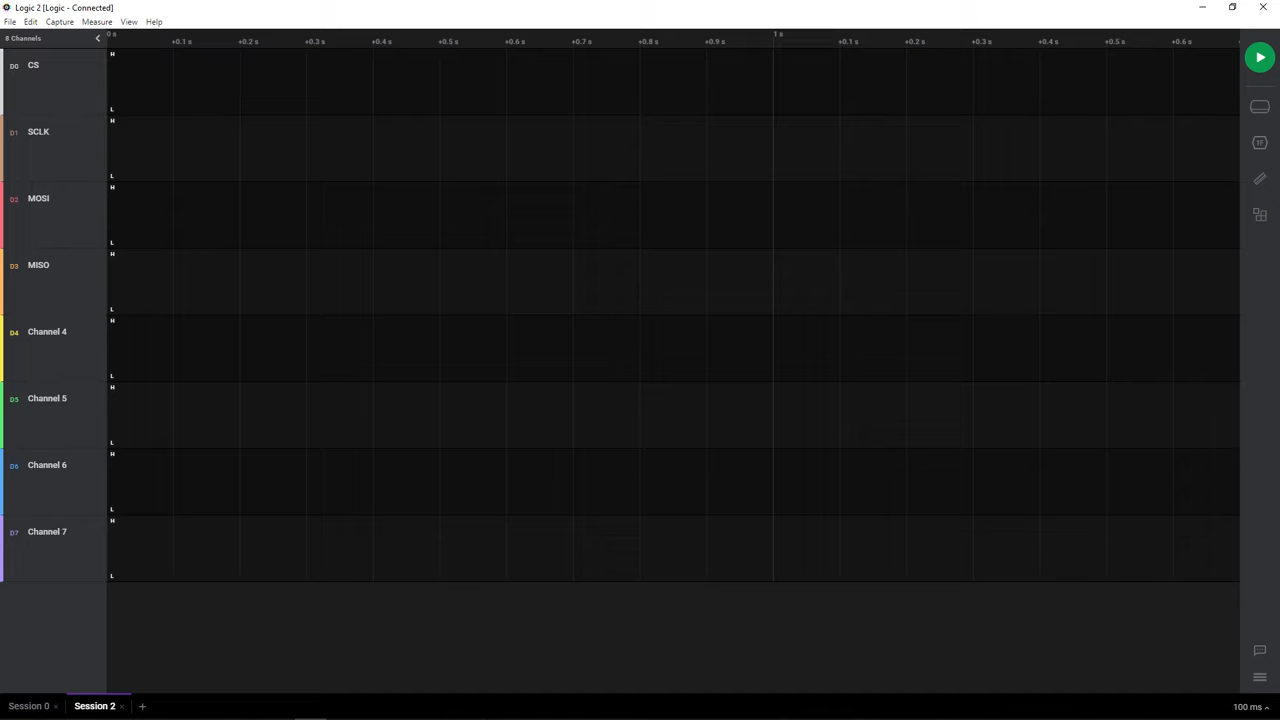 Logic 2 [Logic - Connected]
File Edit Capture Measure View Help
8 Channels
0 s +0.1 s +0.2 s +0.3 s +0.4 s +0.5 s +0.6 s +0.7 s +0.8 s +0.9 s 1 s +0.1 s +0.2 s +0.3 s +0.4 s +0.5 s +0.6 s
H
D0 CS
L
H
D1 SCLK
L
H
D2 MOSI
L
H
D3 MISO
L
H
D4 Channel 4
L
H
D5 Channel 5
L
H
D6 Channel 6
L
H
D7 Channel 7
L
1F
Session 0 × Session 2 × +
100 ms